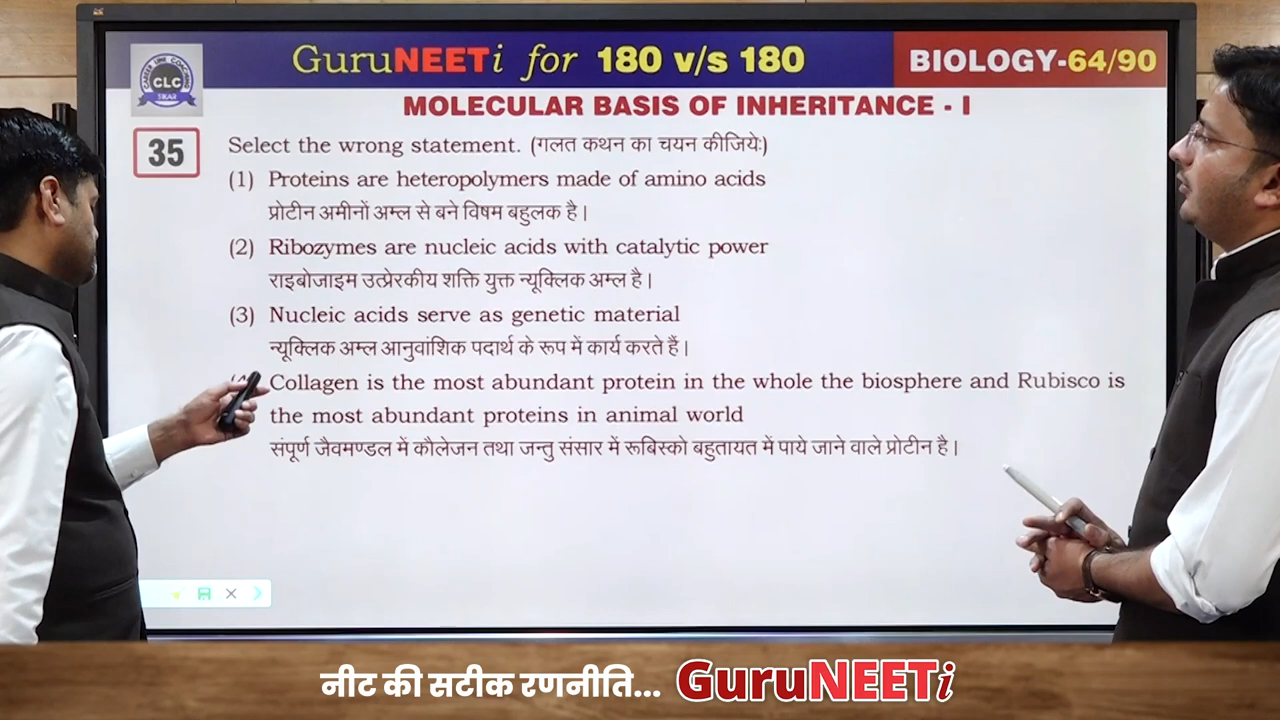 GuruNEETi for 180 v/s 180
BIOLOGY-64/90
CAREER LINE COACHING
CLC
SIKAR
MOLECULAR BASIS OF INHERITANCE - I
35
Select the wrong statement. (गलत कथन का चयन कीजिये:)
(1) Proteins are heteropolymers made of amino acids
प्रोटीन अमीनों अम्ल से बने विषम बहुलक है।
(2) Ribozymes are nucleic acids with catalytic power
राइबोजाइम उत्प्रेरकीय शक्ति युक्त न्यूक्लिक अम्ल है।
(3) Nucleic acids serve as genetic material
न्यूक्लिक अम्ल आनुवांशिक पदार्थ के रूप में कार्य करते हैं।
Collagen is the most abundant protein in the whole the biosphere and Rubisco is
the most abundant proteins in animal world
संपूर्ण जैवमण्डल में कौलेजन तथा जन्तु संसार में रूबिस्को बहुतायत में पाये जाने वाले प्रोटीन है।
नीट की सटीक रणनीति... GuruNEETi